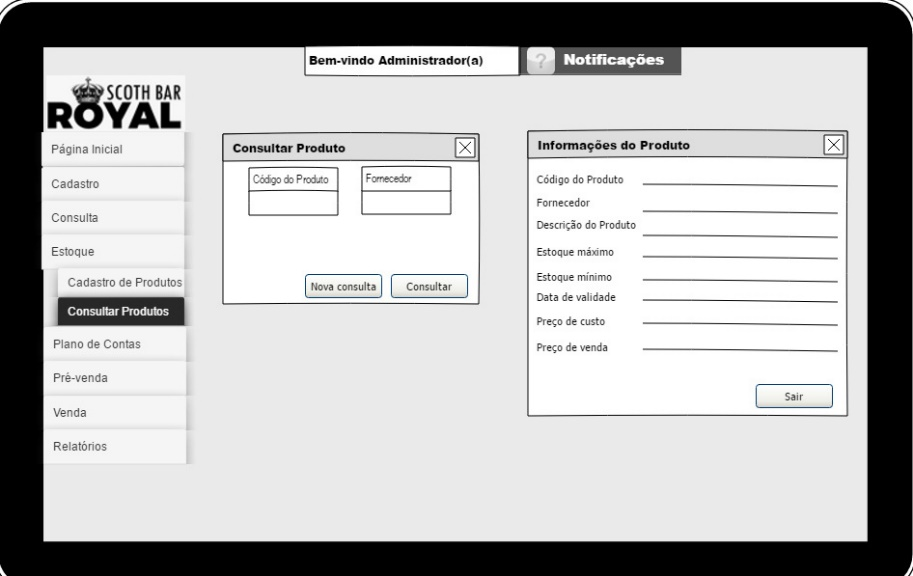 Bem-vindo Administrador(a)
? Notificações
SCOTH BAR
ROYAL
Página Inicial
Cadastro
Consulta
Estoque
Cadastro de Produtos
Consultar Produtos
Plano de Contas
Pré-venda
Venda
Relatórios
Consultar Produto
Código do Produto
Fornecedor
Nova consulta
Consultar
Informações do Produto
Código do Produto
Fornecedor
Descrição do Produto
Estoque máximo
Estoque mínimo
Data de validade
Preço de custo
Preço de venda
Sair